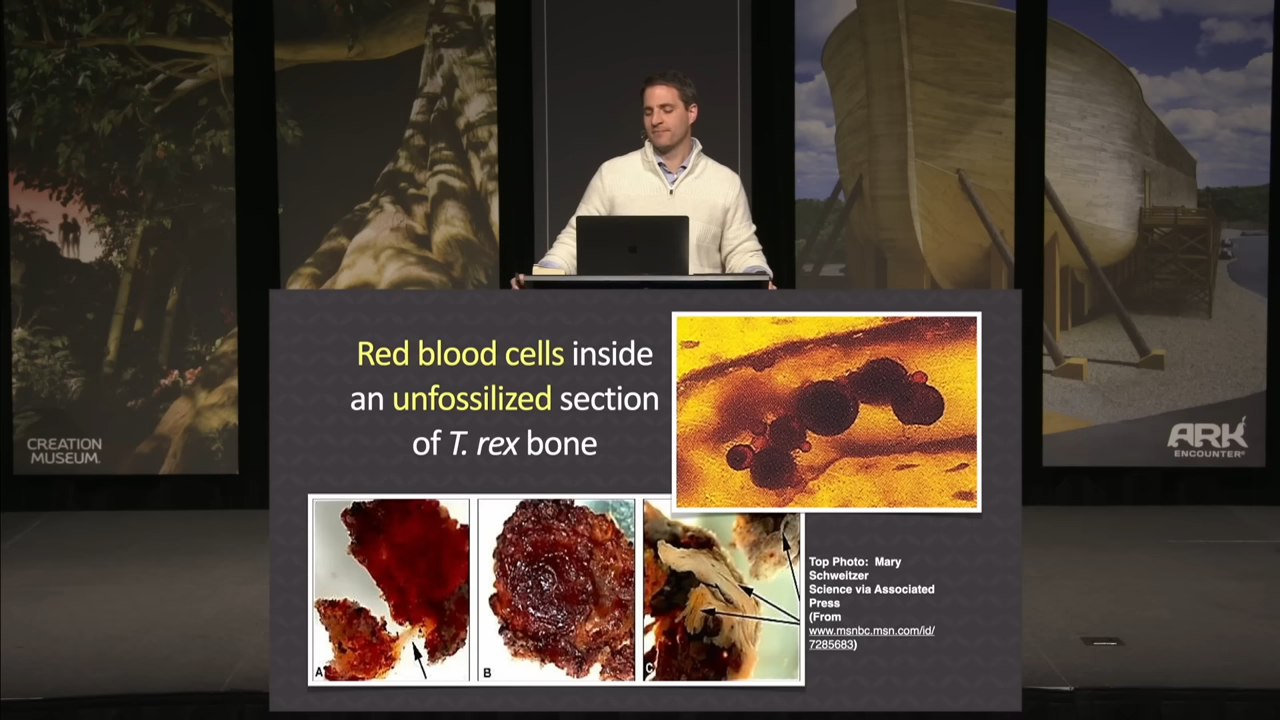 Red blood cells inside
an unfossilized section
of T. rex bone
CREATION
MUSEUM
ARK
ENCOUNTER
A
B
C
Top Photo: Mary
Schweitzer
Science via Associated
Press
(From
www.msnbc.msn.com/id/
7285683)